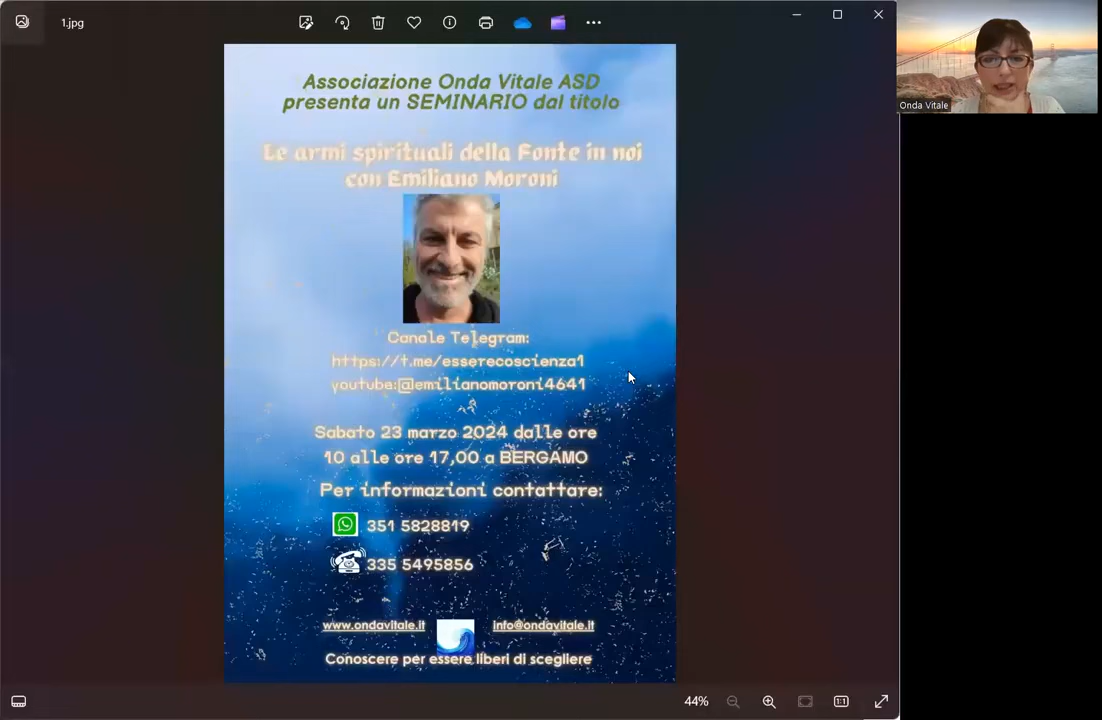 1.jpg
Associazione Onda Vitale ASD
presenta un SEMINARIO dal titolo
Le armi spirituali della Fonte in noi
con Emiliano Moroni
Canale Telegram:
https://t.me/esserecoscienza1
youtube:@emilianomoroni4641
Sabato 23 marzo 2024 dalle ore
10 alle ore 17,00 a BERGAMO
Per informazioni contattare:
351 5828819
335 5495856
www.ondavitale.it
info@ondavitale.it
Conoscere per essere liberi di scegliere
44%
1:1
Onda Vitale